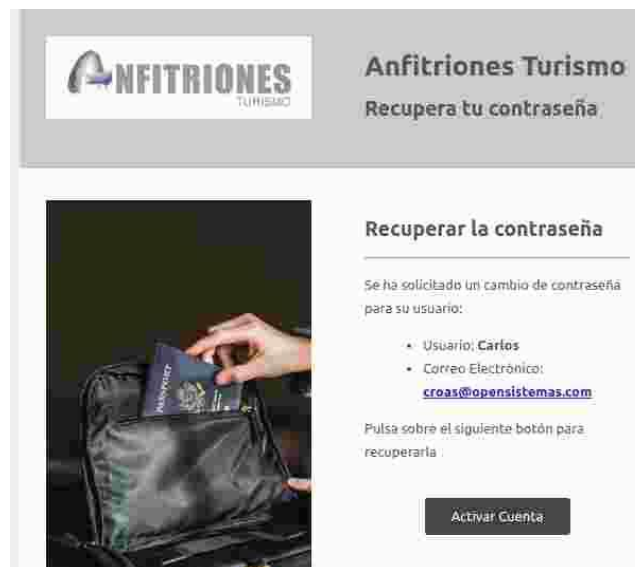 ANFITRIONES
TURISMO
Anfitriones Turismo
Recupera tu contraseña
PASSPORT
Recuperar la contraseña
Se ha solicitado un cambio de contraseña
para su usuario:
• Usuario: Carlos
• Correo Electrónico:
croas@opensistemas.com
Pulsa sobre el siguiente botón para
recuperarla
Activar Cuenta